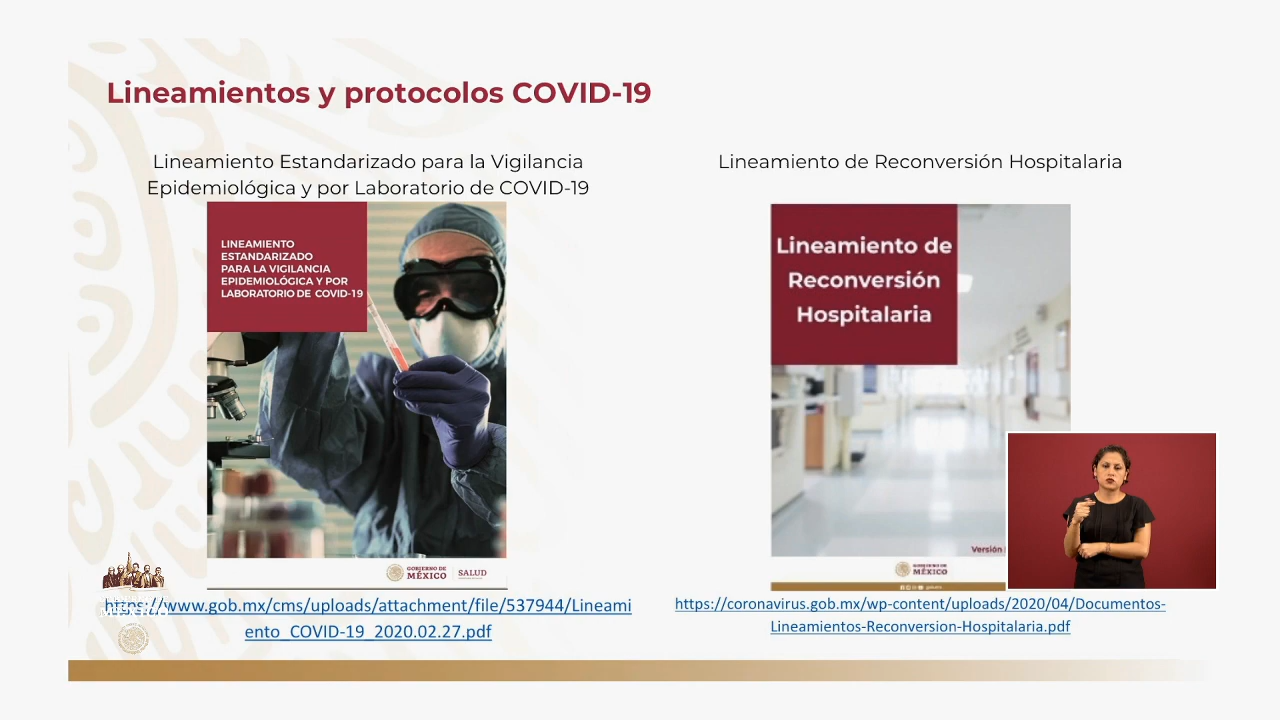 Lineamientos y protocolos COVID-19
Lineamiento Estandarizado para la Vigilancia
Epidemiológica y por Laboratorio de COVID-19
LINEAMIENTO
ESTANDARIZADO
PARA LA VIGILANCIA
EPIDEMIOLÓGICA Y POR
LABORATORIO DE COVID-19
GOBIERNO DE
MÉXICO
SALUD
https://www.gob.mx/cms/uploads/attachment/file/537944/Lineami
ento_COVID-19_2020.02.27.pdf
Lineamiento de Reconversión Hospitalaria
Lineamiento de
Reconversión
Hospitalaria
Versión
GOBIERNO DE
MÉXICO
https://coronavirus.gob.mx/wp-content/uploads/2020/04/Documentos-
Lineamientos-Reconversion-Hospitalaria.pdf